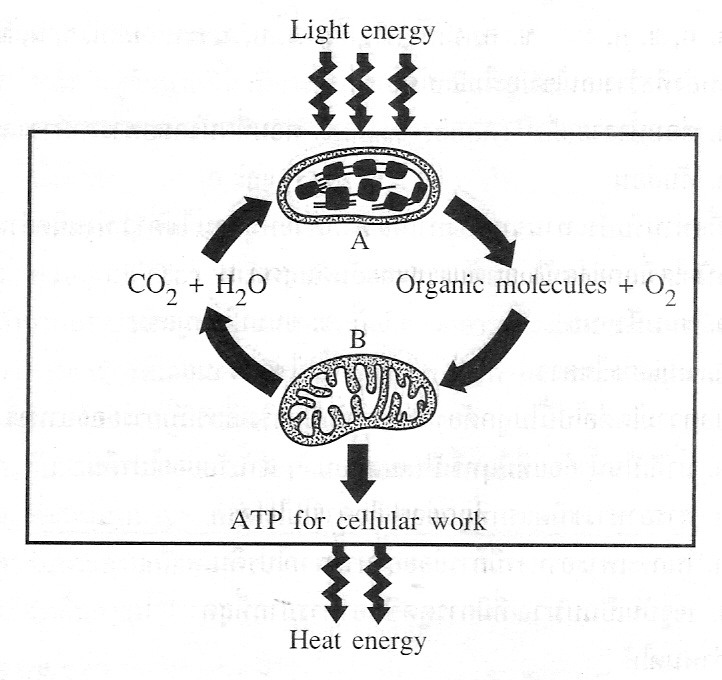 Light energy
A
CO2 + H2O
Organic molecules + O2
B
ATP for cellular work
Heat energy